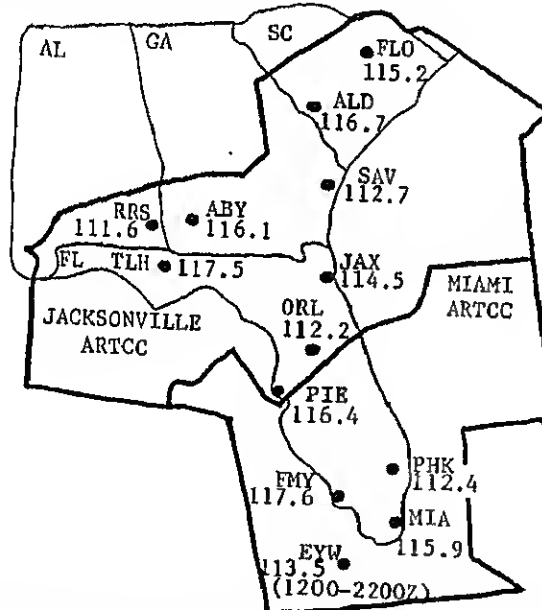 AL
GA
SC
FLO
115.2
ALD
116.7
SAV
112.7
RRS
111.6
ABY
116.1
FL
TLH
117.5
JAX
114.5
MIAMI
ARTCC
JACKSONVILLE
ARTCC
ORL
112.2
PIE
116.4
PHK
112.4
FMY
117.6
MIA
115.9
EYW
113.5
(1200-2200Z)